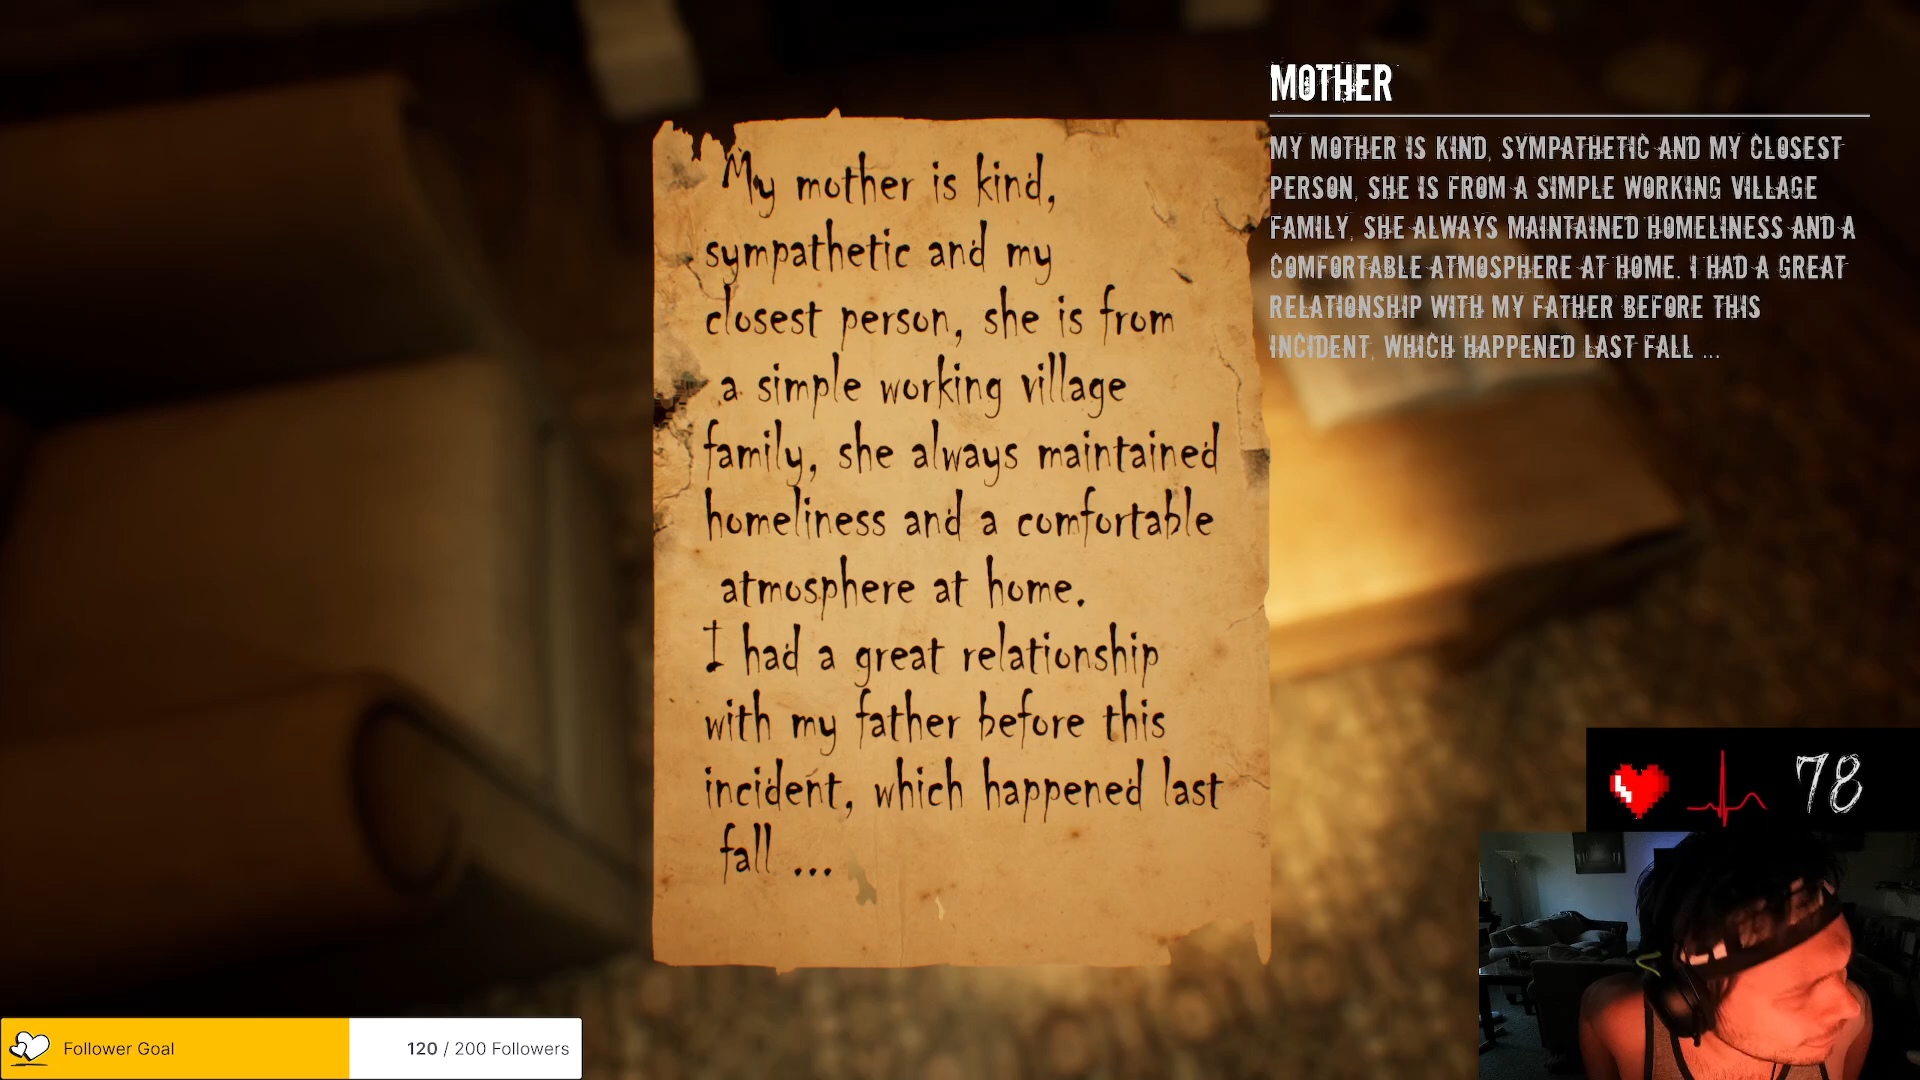 My mother is kind,
sympathetic and my
closest person, she is from
a simple working village
family, she always maintained
homeliness and a comfortable
atmosphere at home.
I had a great relationship
with my father before this
incident, which happened last
fall ...
MOTHER
MY MOTHER IS KIND, SYMPATHETIC AND MY CLOSEST
PERSON, SHE IS FROM A SIMPLE WORKING VILLAGE
FAMILY, SHE ALWAYS MAINTAINED HOMELINESS AND A
COMFORTABLE ATMOSPHERE AT HOME. I HAD A GREAT
RELATIONSHIP WITH MY FATHER BEFORE THIS
INCIDENT, WHICH HAPPENED LAST FALL ...
78
Follower Goal
120 / 200 Followers